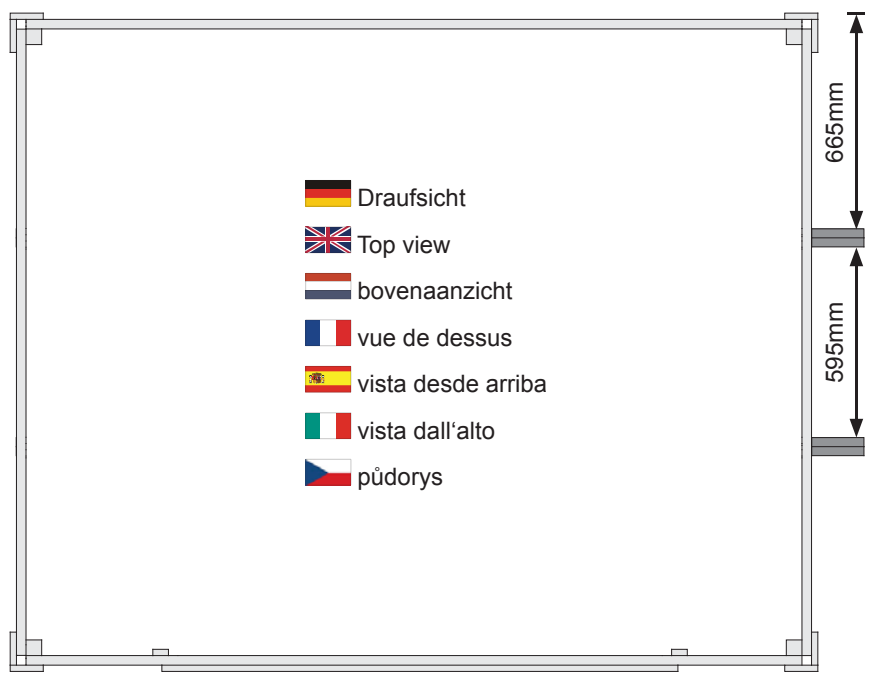 665mm
Draufsicht
Top view
bovenaanzicht
vue de dessus
595mm
vista desde arriba
vista dall‘alto
půdorys